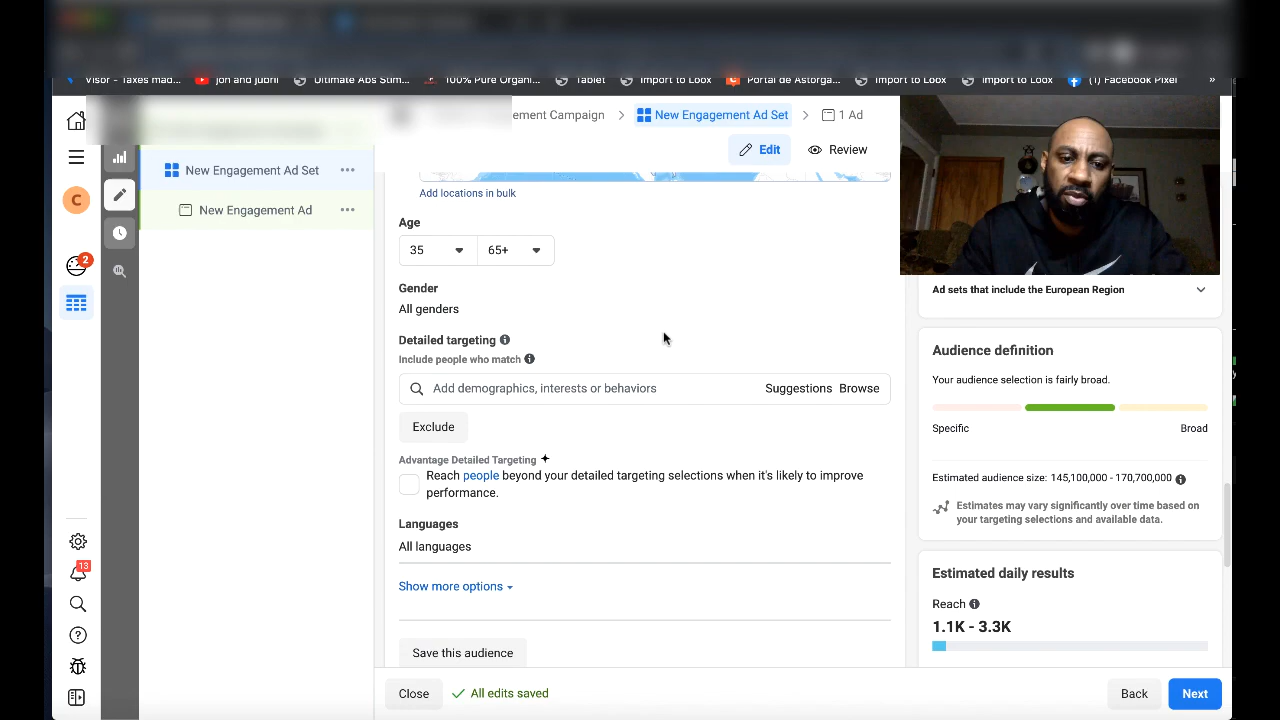 Visor - Taxes mad...
jon and jubril
Ultimate Abs Stim...
100% Pure Organi...
Tablet
Import to Loox
Portal de Astorga...
Import to Loox
Import to Loox
(1) Facebook Pixel
»
ement Campaign
New Engagement Ad Set
1 Ad
Edit
Review
C
2
13
New Engagement Ad Set
New Engagement Ad
Add locations in bulk
Age
35
65+
Gender
All genders
Detailed targeting
Include people who match
Add demographics, interests or behaviors
Suggestions Browse
Exclude
Advantage Detailed Targeting
Reach people beyond your detailed targeting selections when it's likely to improve
performance.
Languages
All languages
Show more options
Save this audience
Close
All edits saved
Back
Next
Ad sets that include the European Region
Audience definition
Your audience selection is fairly broad.
Specific
Broad
Estimated audience size: 145,100,000 - 170,700,000
Estimates may vary significantly over time based on
your targeting selections and available data.
Estimated daily results
Reach
1.1K - 3.3K